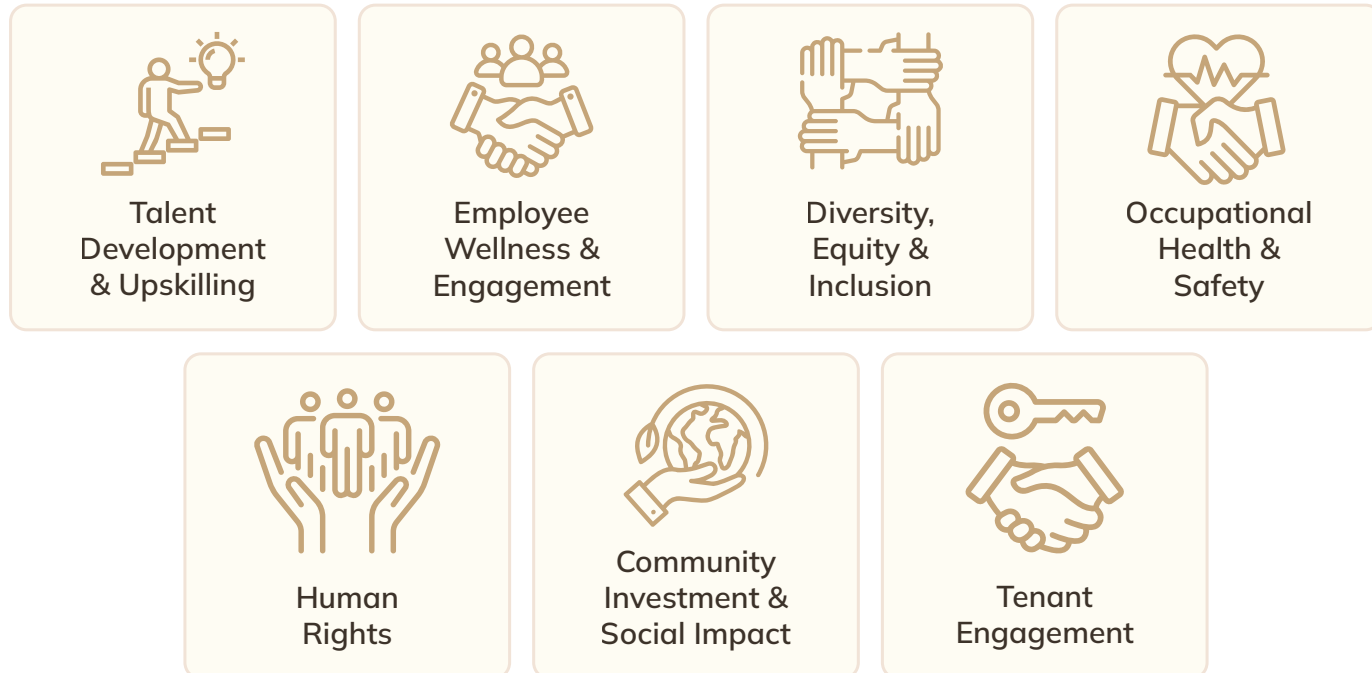 Talent
Development
& Upskilling
Employee
Wellness &
Engagement
Diversity,
Equity &
Inclusion
Occupational
Health &
Safety
Human
Rights
Community
Investment &
Social Impact
Tenant
Engagement